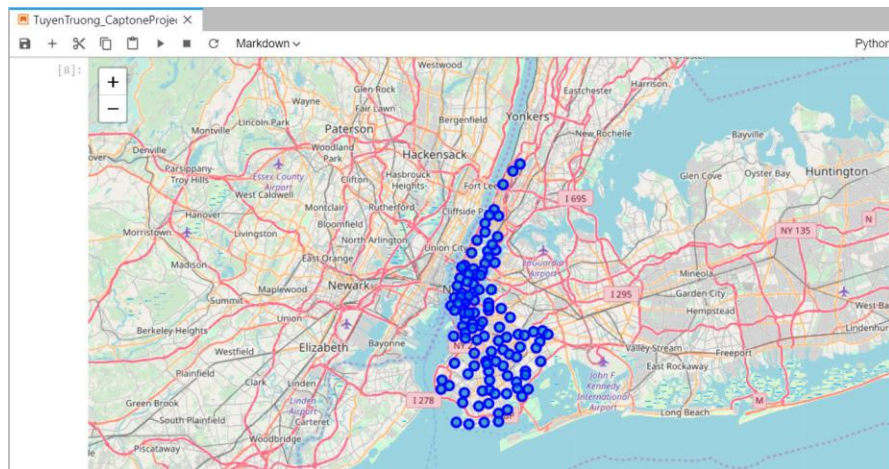 TuyenTruong_CaptoneProjec
Markdown
Python
[8]:
+
−
Westwood
Eastchester
Harrison
Glen Rock
Fair Lawn
Bergenfield
Yonkers
Wayne
Paterson
New Rochelle
Lincoln Park
Montville
Woodland
Park
Hackensack
Bayville
Denville
Parsippany-
Troy Hills
Essex County
Airport
Clifton
Hasbrouck
Heights
Fort Lee
Glen Cove
Oyster Bay
Huntington
West Caldwell
Rutherford
I 695
Hanover
Montclair
Cliffside P
Bloomfield
N
Morristown
Livingston
North Arlington
Union City
NY 135
East Orange
LaGuardia
Airport
Madison
Mineola
Newark
I 295
Garden City
Maplewood
Summit
Hempstead
West-Ba
Union
Lindenhur
Berkeley Heights
Elizabeth
Bayonne
NY
Westfield
Valley Stream
Freeport
East Rockaway
Plainfield
Clark
Linden
John F.
Kennedy
International
Airport
Green Brook
Linden
Airport
I 278
M
South Plainfield
Carteret
Long Beach
Woodbridge
Piscataway